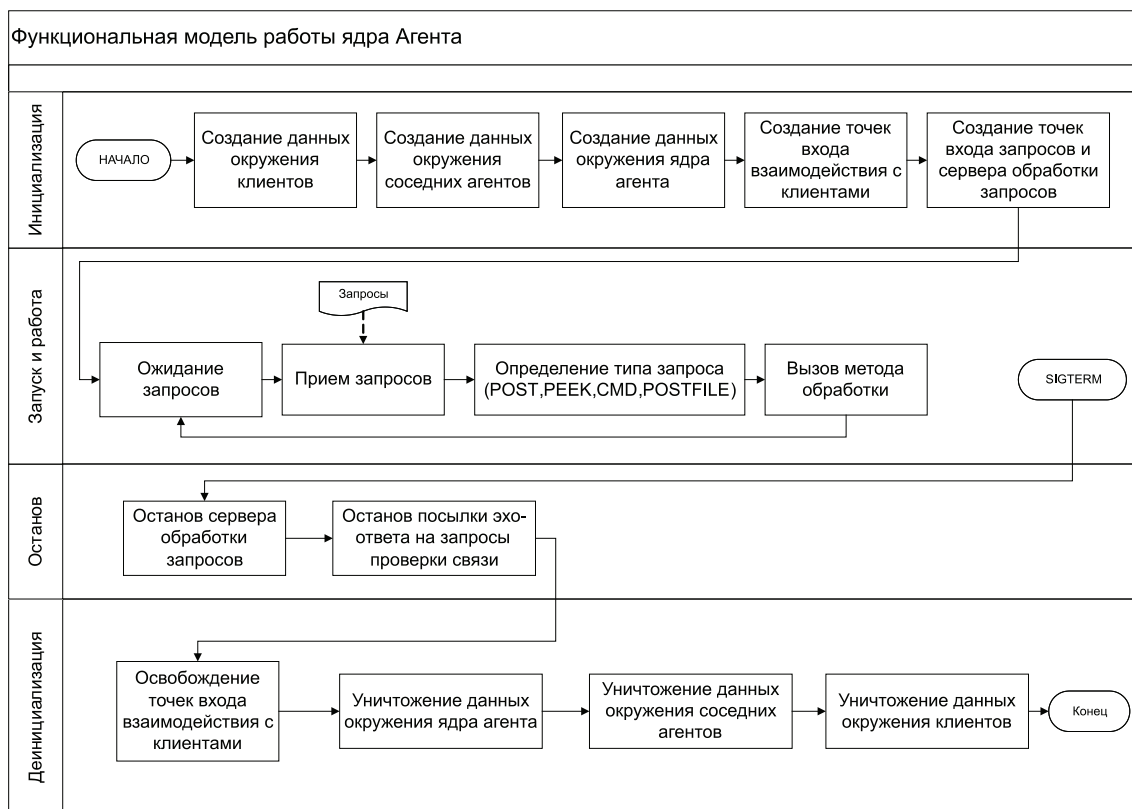 Функциональная модель работы ядра Агента
Инициализация
НАЧАЛО
Создание данных
окружения
клиентов
Создание данных
окружения
соседних агентов
Создание данных
окружения ядра
агента
Создание точек
входа
взаимодействия с
клиентами
Создание точек
входа запросов и
сервера обработки
запросов
Запуск и работа
Запросы
Ожидание
запросов
Прием запросов
Определение типа запроса
(POST,PEEK,CMD,POSTFILE)
Вызов метода
обработки
SIGTERM
Останов
Останов сервера
обработки
запросов
Останов посылки эхо-
ответа на запросы
проверки связи
Деинициализация
Освобождение
точек входа
взаимодействия с
клиентами
Уничтожение данных
окружения ядра агента
Уничтожение данных
окружения соседних
агентов
Уничтожение данных
окружения клиентов
Конец